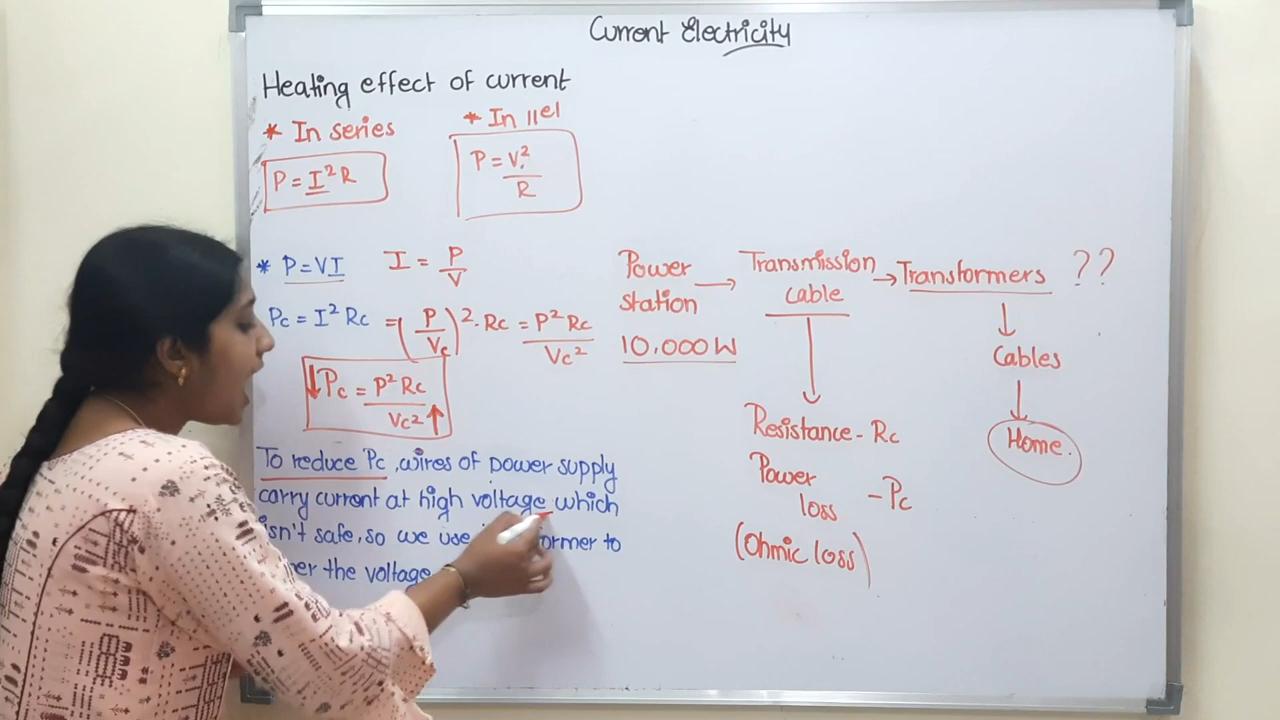 Current Electricity
Heating effect of current
* In series
P = I²R
* In ||el
P = V²/R
* P=VI I = P/V
Pc = I² Rc = (P/Vc)² · Rc = P² Rc/Vc²
↓Pc = P² Rc/Vc²↑
To reduce Pc, wires of power supply
carry current at high voltage which
isn't safe, so we use
the voltage
Power station → Transmission cable → Transformers ??
10,000W
Resistance - Rc
Power loss - Pc
(Ohmic loss)
↓
Cables
↓
Home.